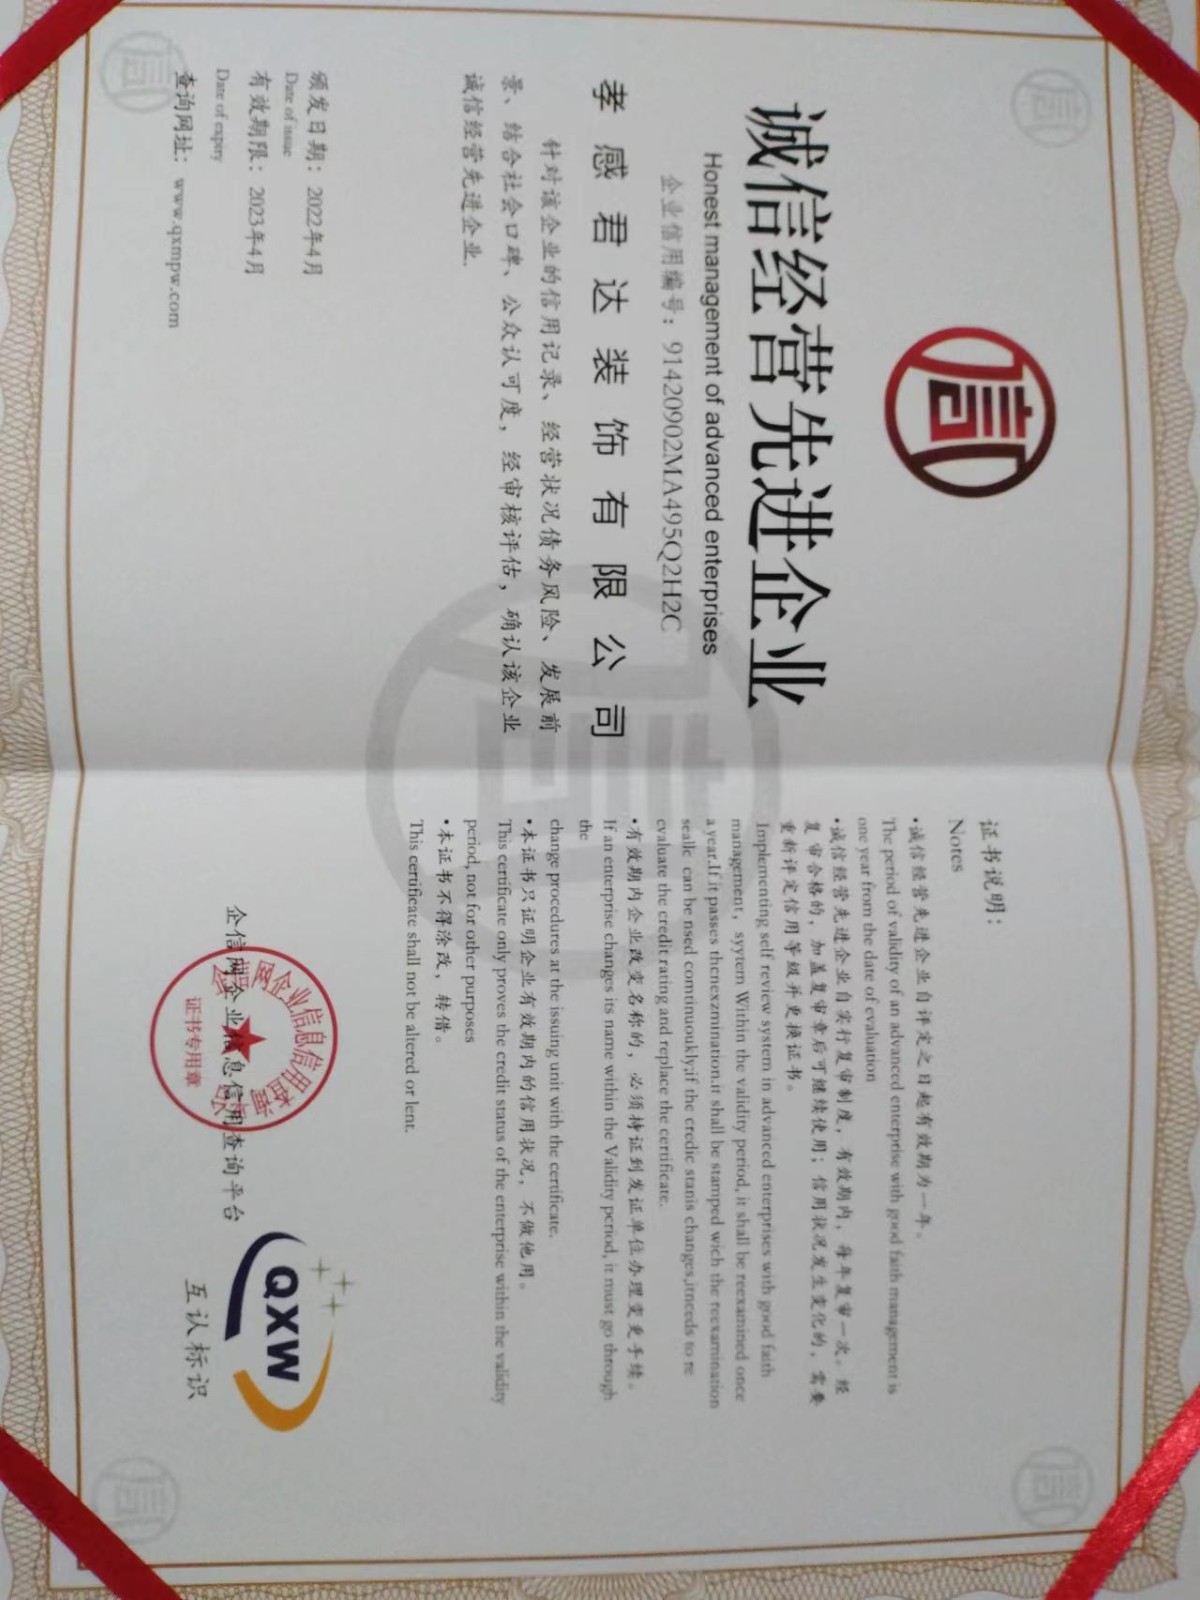 信
诚信经营先进企业
Honest management of advanced enterprises
企业信用编号：91420902MA495Q2H2C
孝感君达装饰有限公司
针对该企业的信用记录、经营状况债务风险、发展前
景、结合社会口碑、公众认可度，经审核评估，确认该企业
诚信经营先进企业.
颁发日期：2022年4月
Date of issue
有效期限：2023年4月
Date of expiry
查询网址：www.qxmpw.com
证书说明：
Notes
•诚信经营先进企业自评定之日起有效期为一年。
The period of validity of an advanced enterprise with good faith management is
one year from the date of evaluation
•诚信经营先进企业自实行复审制度，有效期内，每年复审一次。经
复审合格的，加盖复审章后可继续使用；信用状况发生变化的，需要
重新评定信用等级并更换证书。
Implementing self review system in advanced enterprises with good faith
management, syytem Within the validity period, it shall be reexamined once
a year.If it passes thenexzmination.it shall be stamped wich the reexamination
sealle can be nsed comtinuoukly;if the credic stanis changes,itnceds to re
evaluate the credit rating and replace the certificate.
•有效期内企业改变名称的，必须持证到发证单位办理变更手续。
If an enterprise changes its name within the Validity period, it must go through
the
change procedures at the issuing unit with the certificate.
•本证书只证明企业有效期内的信用状况，不做他用。
This certificate only proves the credit status of the enterprise within the validity
period, not for other purposes
•本证书不得涂改，转借。
This certificate shall not be altered or lent.
企信网企业信息信用查询平台
证书专用章
QXW
互认标识